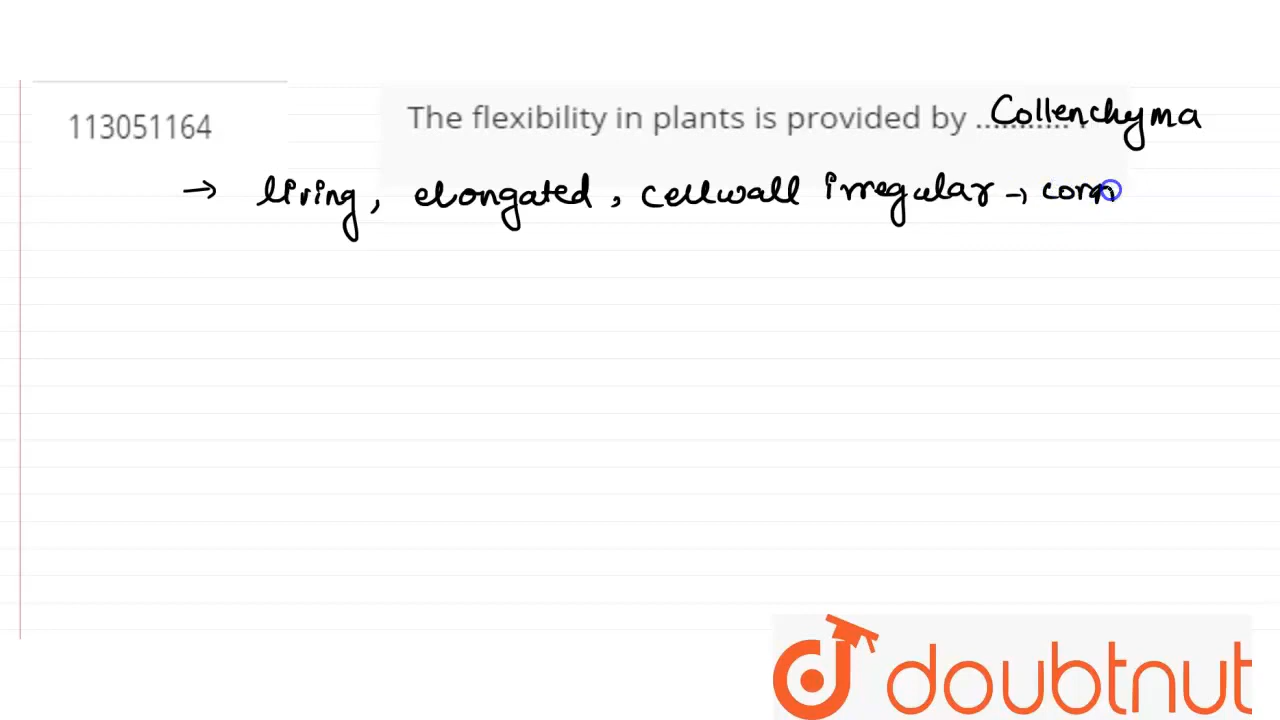 113051164
The flexibility in plants is provided by ............ . Collenchyma
→ living, elongated, cellwall irregular →
doubtnut